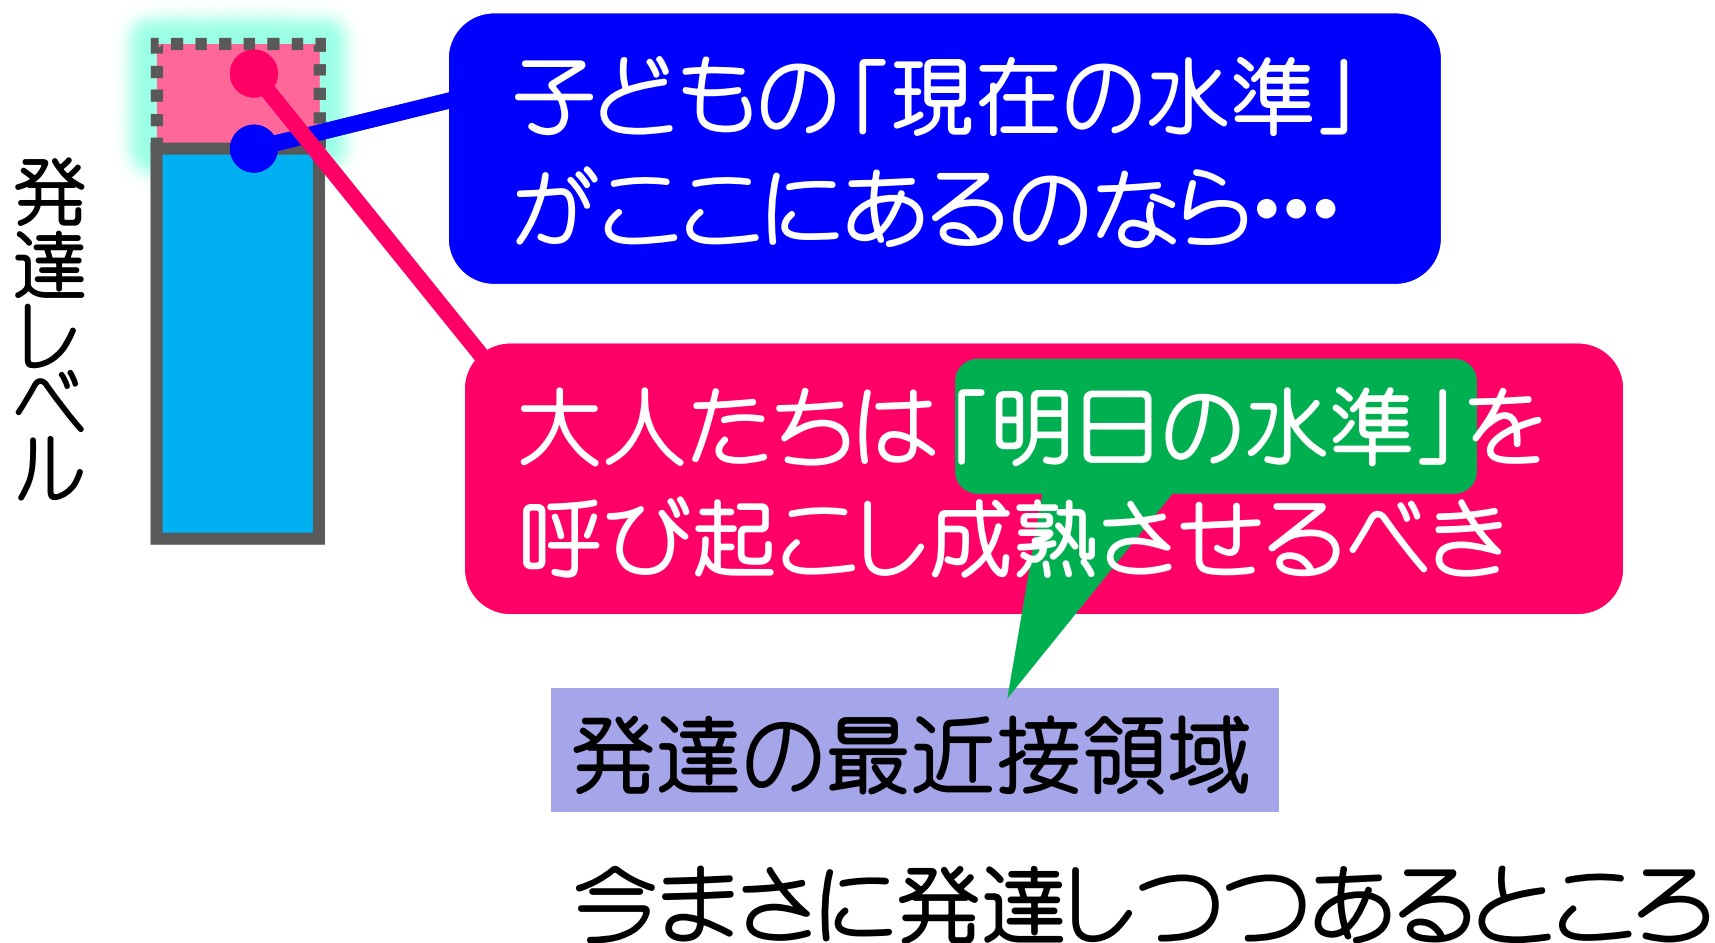 発達レベル
子どもの「現在の水準」
がここにあるのなら…
大人たちは「明日の水準」を
呼び起こし成熟させるべき
発達の最近接領域
今まさに発達しつつあるところ